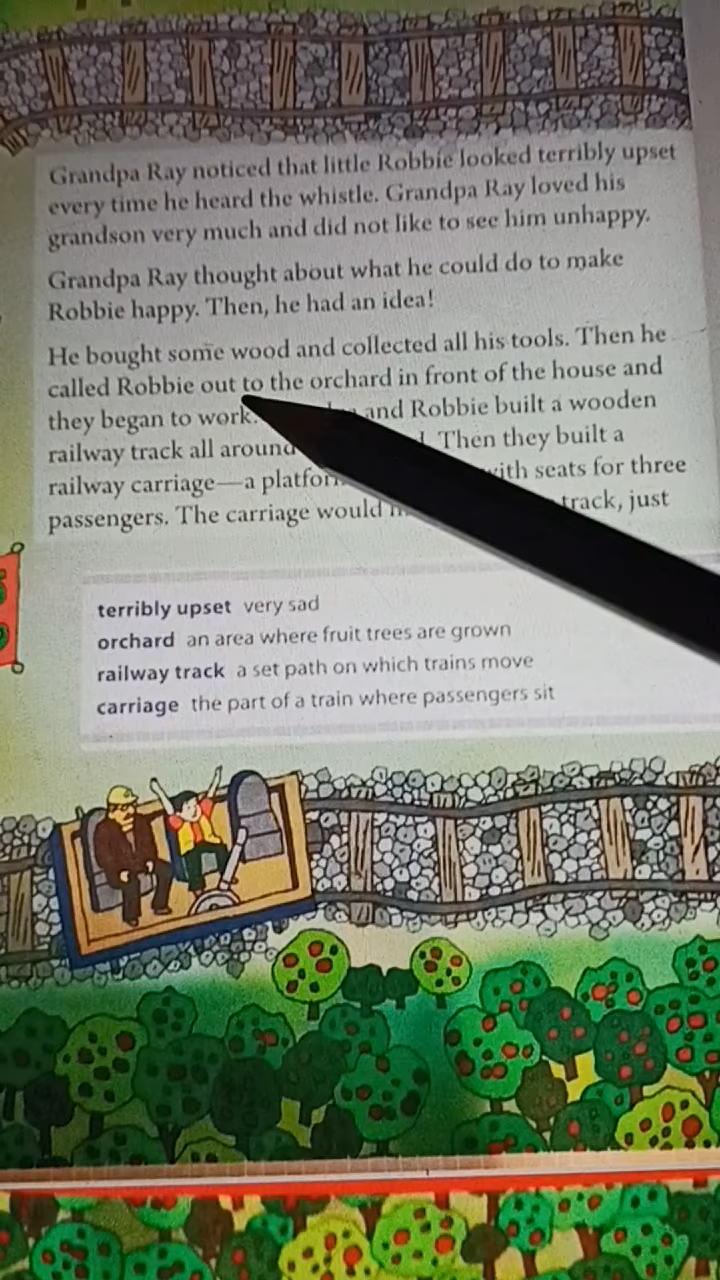 Grandpa Ray noticed that little Robbie looked terribly upset
every time he heard the whistle. Grandpa Ray loved his
grandson very much and did not like to see him unhappy.
Grandpa Ray thought about what he could do to make
Robbie happy. Then, he had an idea!
He bought some wood and collected all his tools. Then he
called Robbie out to the orchard in front of the house and
they began to work. and Robbie built a wooden
railway track all around Then they built a
railway carriage—a with seats for three
passengers. The carriage would track, just
terribly upset very sad
orchard an area where fruit trees are grown
railway track a set path on which trains move
carriage the part of a train where passengers sit